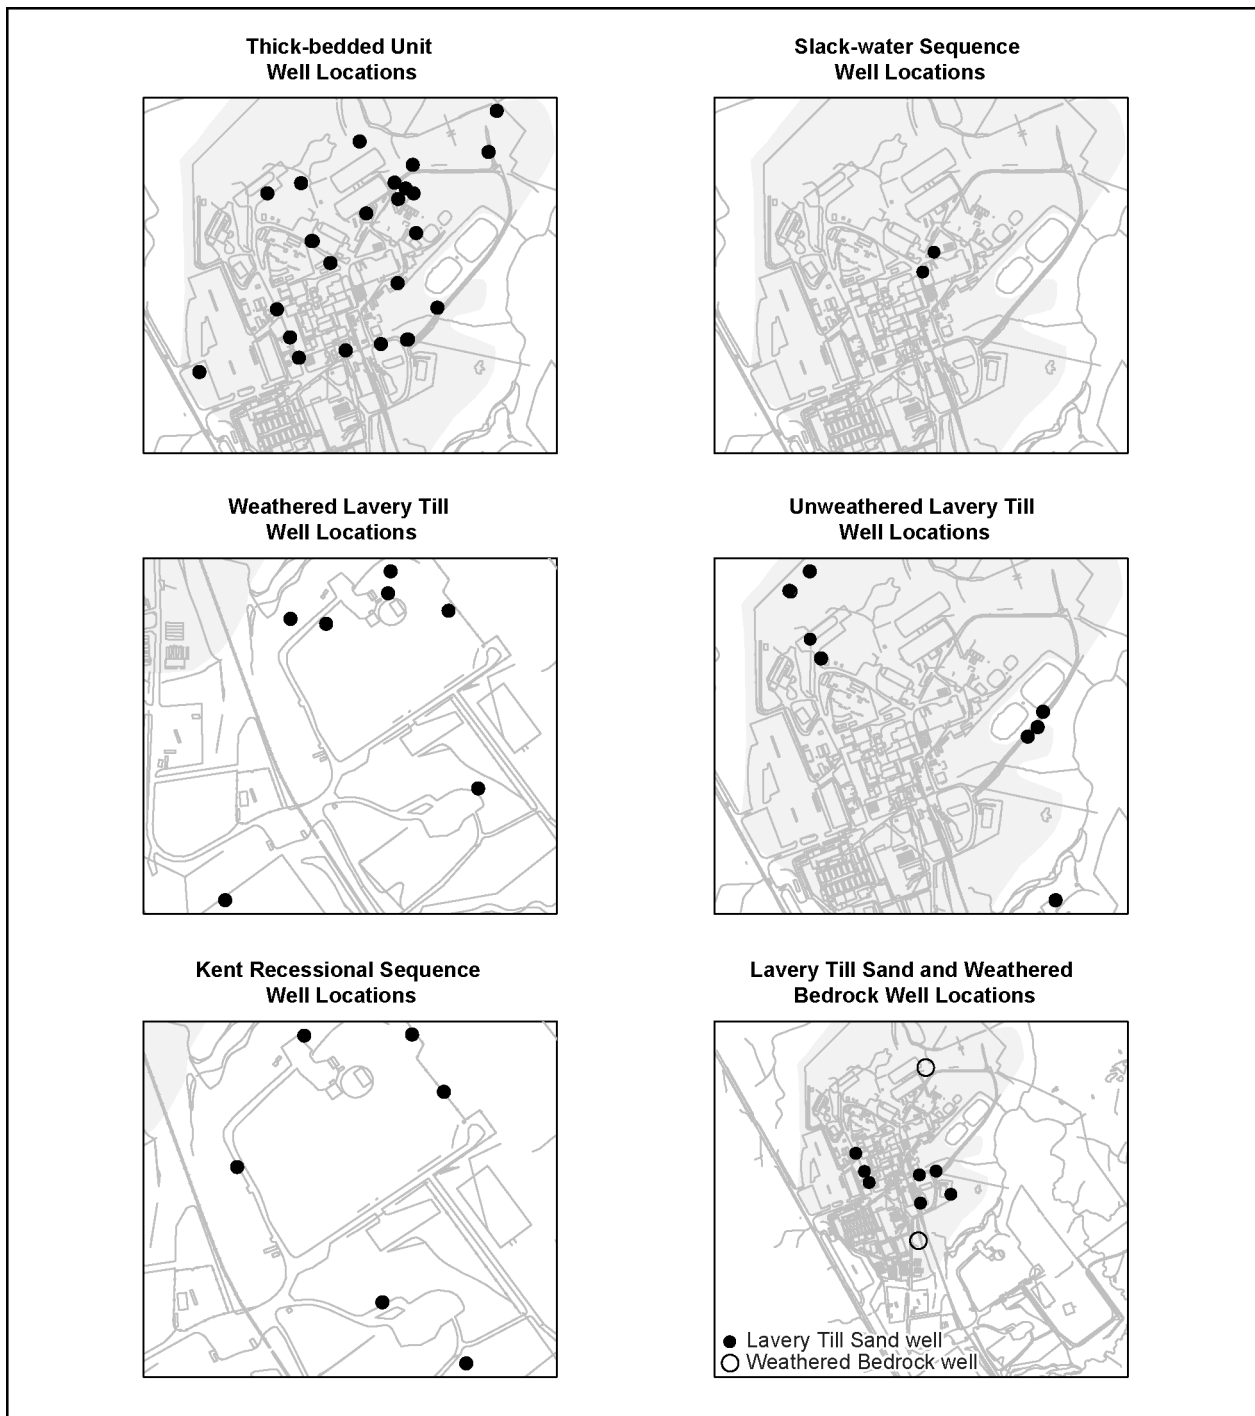 Thick-bedded Unit
Well Locations
Slack-water Sequence
Well Locations
Weathered Lavery Till
Well Locations
Unweathered Lavery Till
Well Locations
Kent Recessional Sequence
Well Locations
Lavery Till Sand and Weathered
Bedrock Well Locations
Lavery Till Sand well
Weathered Bedrock well